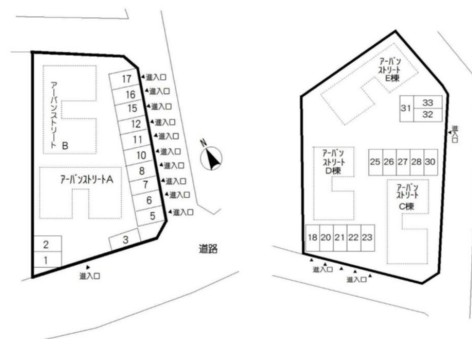 17
進入口
16
進入口
15
進入口
12
進入口
11
進入口
10
進入口
8
進入口
7
進入口
6
進入口
5
アーバンストリート
B
アーバンストリートA
N
2
1
3
進入口
道路
アーバン
ストリート
E棟
31
33
32
進入口
アーバン
ストリート
D棟
25 26 27 28 30
アーバン
ストリート
C棟
18 20 21 22 23
進入口